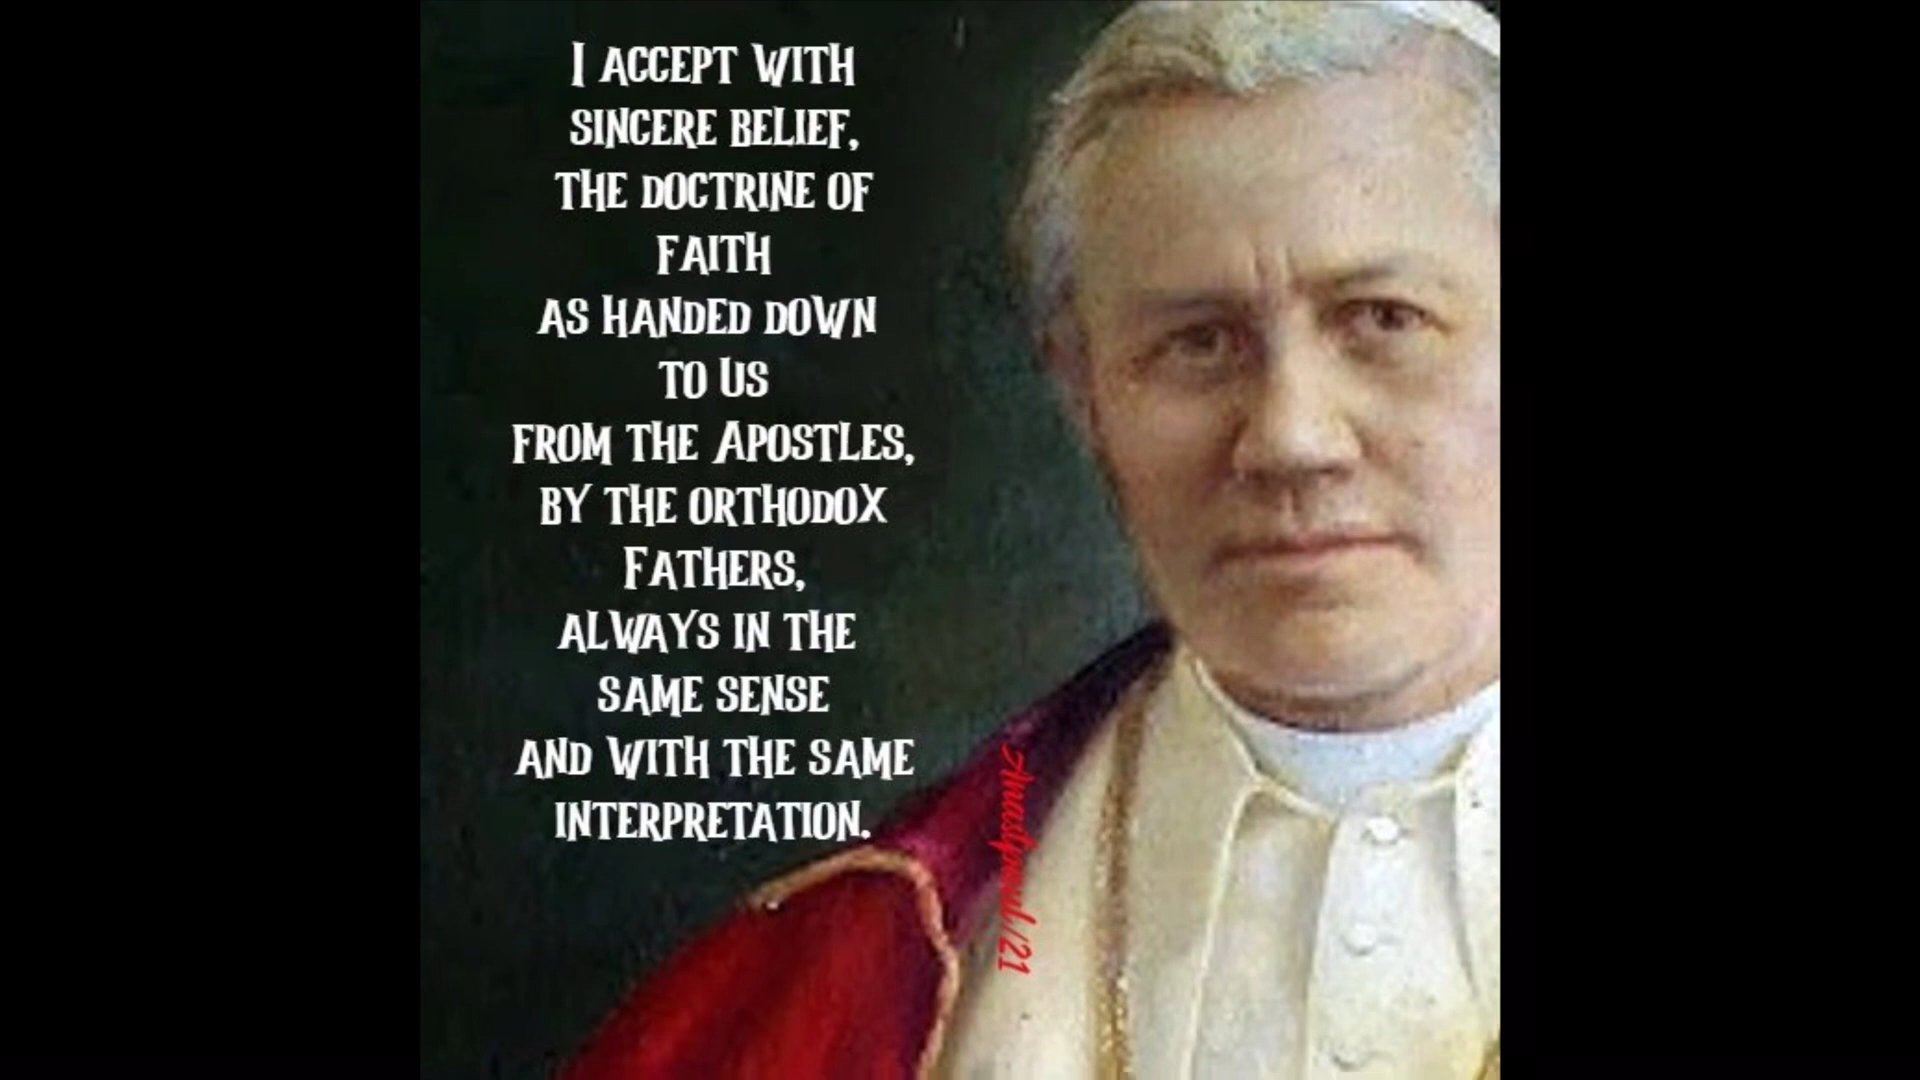 I ACCEPT WITH
SINCERE BELIEF,
THE DOCTRINE OF
FAITH
AS HANDED DOWN
TO US
FROM THE APOSTLES,
BY THE ORTHODOX
FATHERS,
ALWAYS IN THE
SAME SENSE
AND WITH THE SAME
INTERPRETATION.